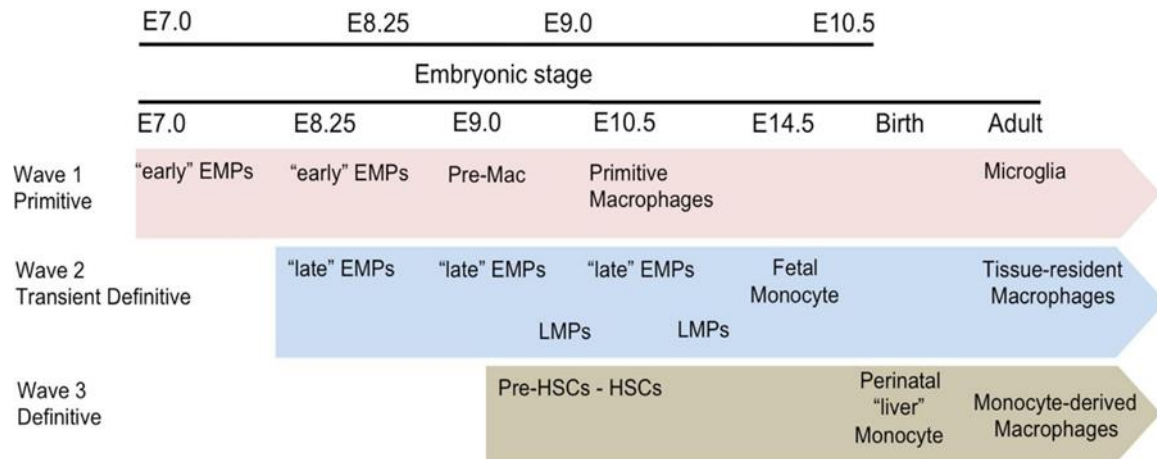 E7.0 E8.25 E9.0 E10.5
Embryonic stage
E7.0 E8.25 E9.0 E10.5 E14.5 Birth Adult
Wave 1
Primitive
“early” EMPs “early” EMPs Pre-Mac Primitive
Macrophages
Microglia
Wave 2
Transient Definitive
“late” EMPs “late” EMPs “late” EMPs Fetal
Monocyte
Tissue-resident
Macrophages
LMPs LMPs
Wave 3
Definitive
Pre-HSCs - HSCs
Perinatal
“liver”
Monocyte
Monocyte-derived
Macrophages